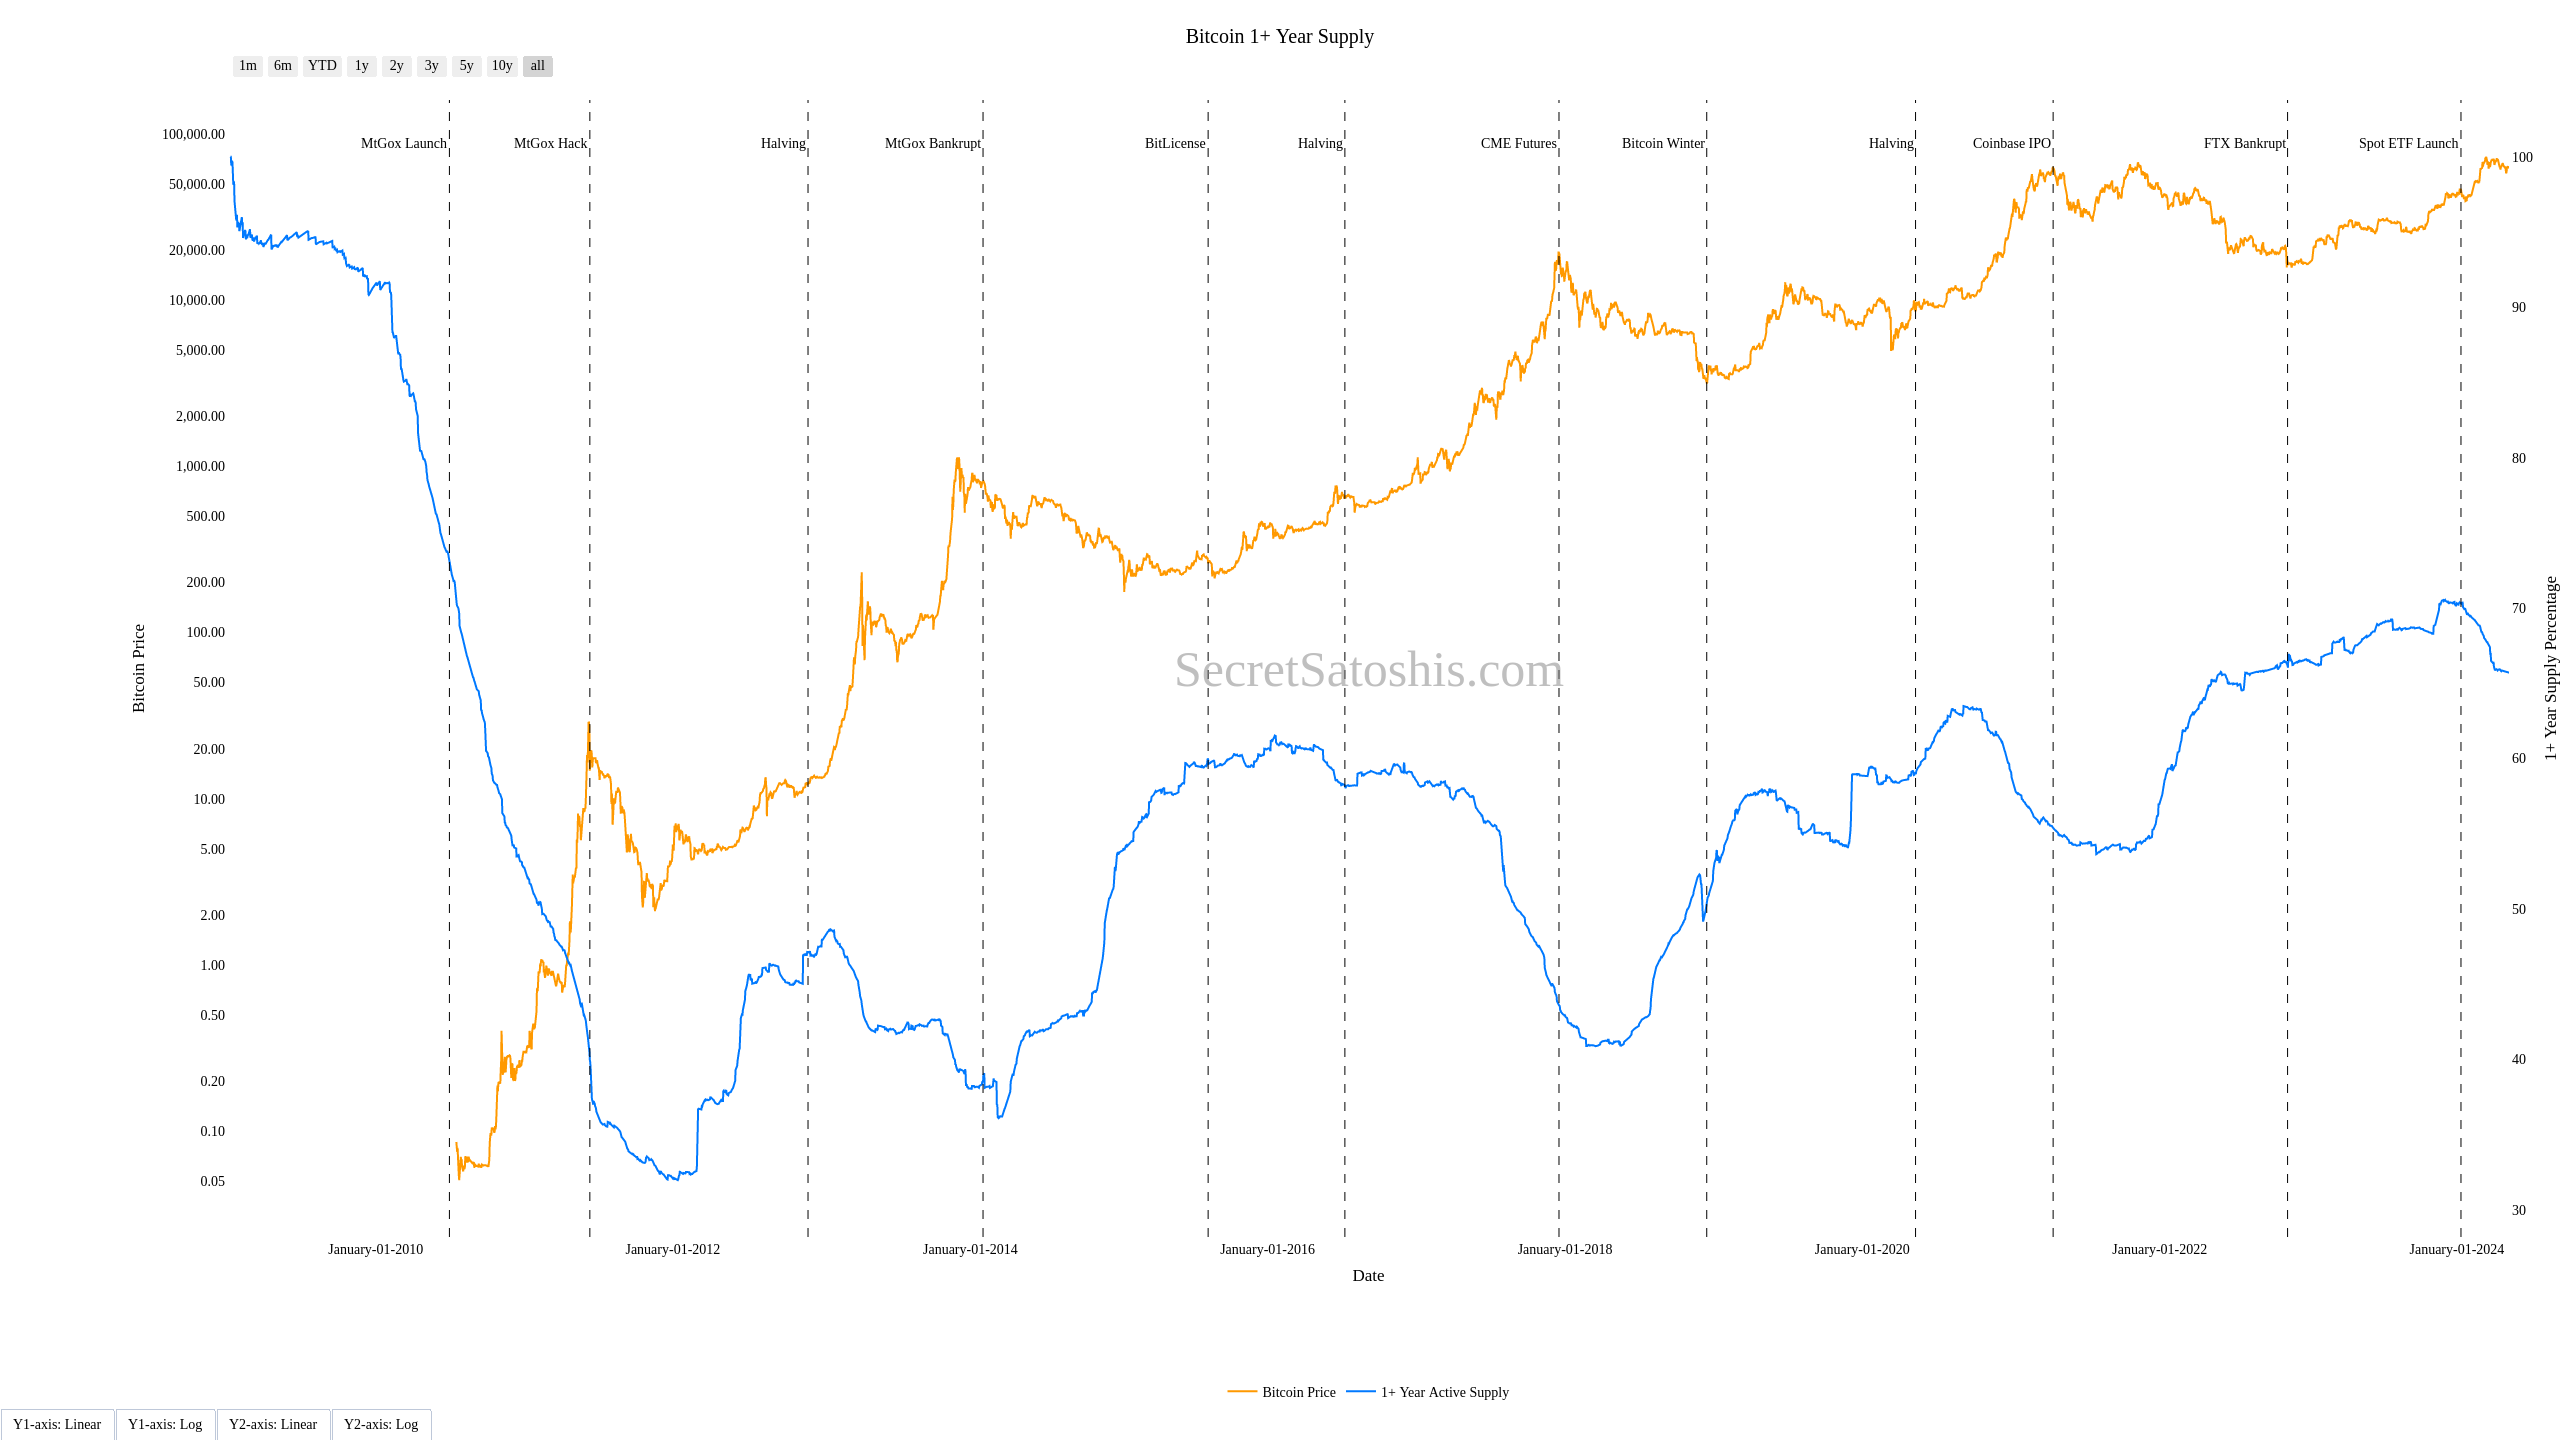 Bitcoin 1+ Year Supply
1m 6m YTD 1y 2y 3y 5y 10y all
MtGox Launch MtGox Hack Halving MtGox Bankrupt BitLicense Halving CME Futures Bitcoin Winter Halving Coinbase IPO FTX Bankrupt Spot ETF Launch
100,000.00
50,000.00
20,000.00
10,000.00
5,000.00
2,000.00
1,000.00
500.00
200.00
100.00
50.00
20.00
10.00
5.00
2.00
1.00
0.50
0.20
0.10
0.05
Bitcoin Price
SecretSatoshis.com
100
90
80
70
60
50
40
30
1+ Year Supply Percentage
January-01-2010 January-01-2012 January-01-2014 January-01-2016 January-01-2018 January-01-2020 January-01-2022 January-01-2024
Date
Bitcoin Price 1+ Year Active Supply
Y1-axis: Linear Y1-axis: Log Y2-axis: Linear Y2-axis: Log